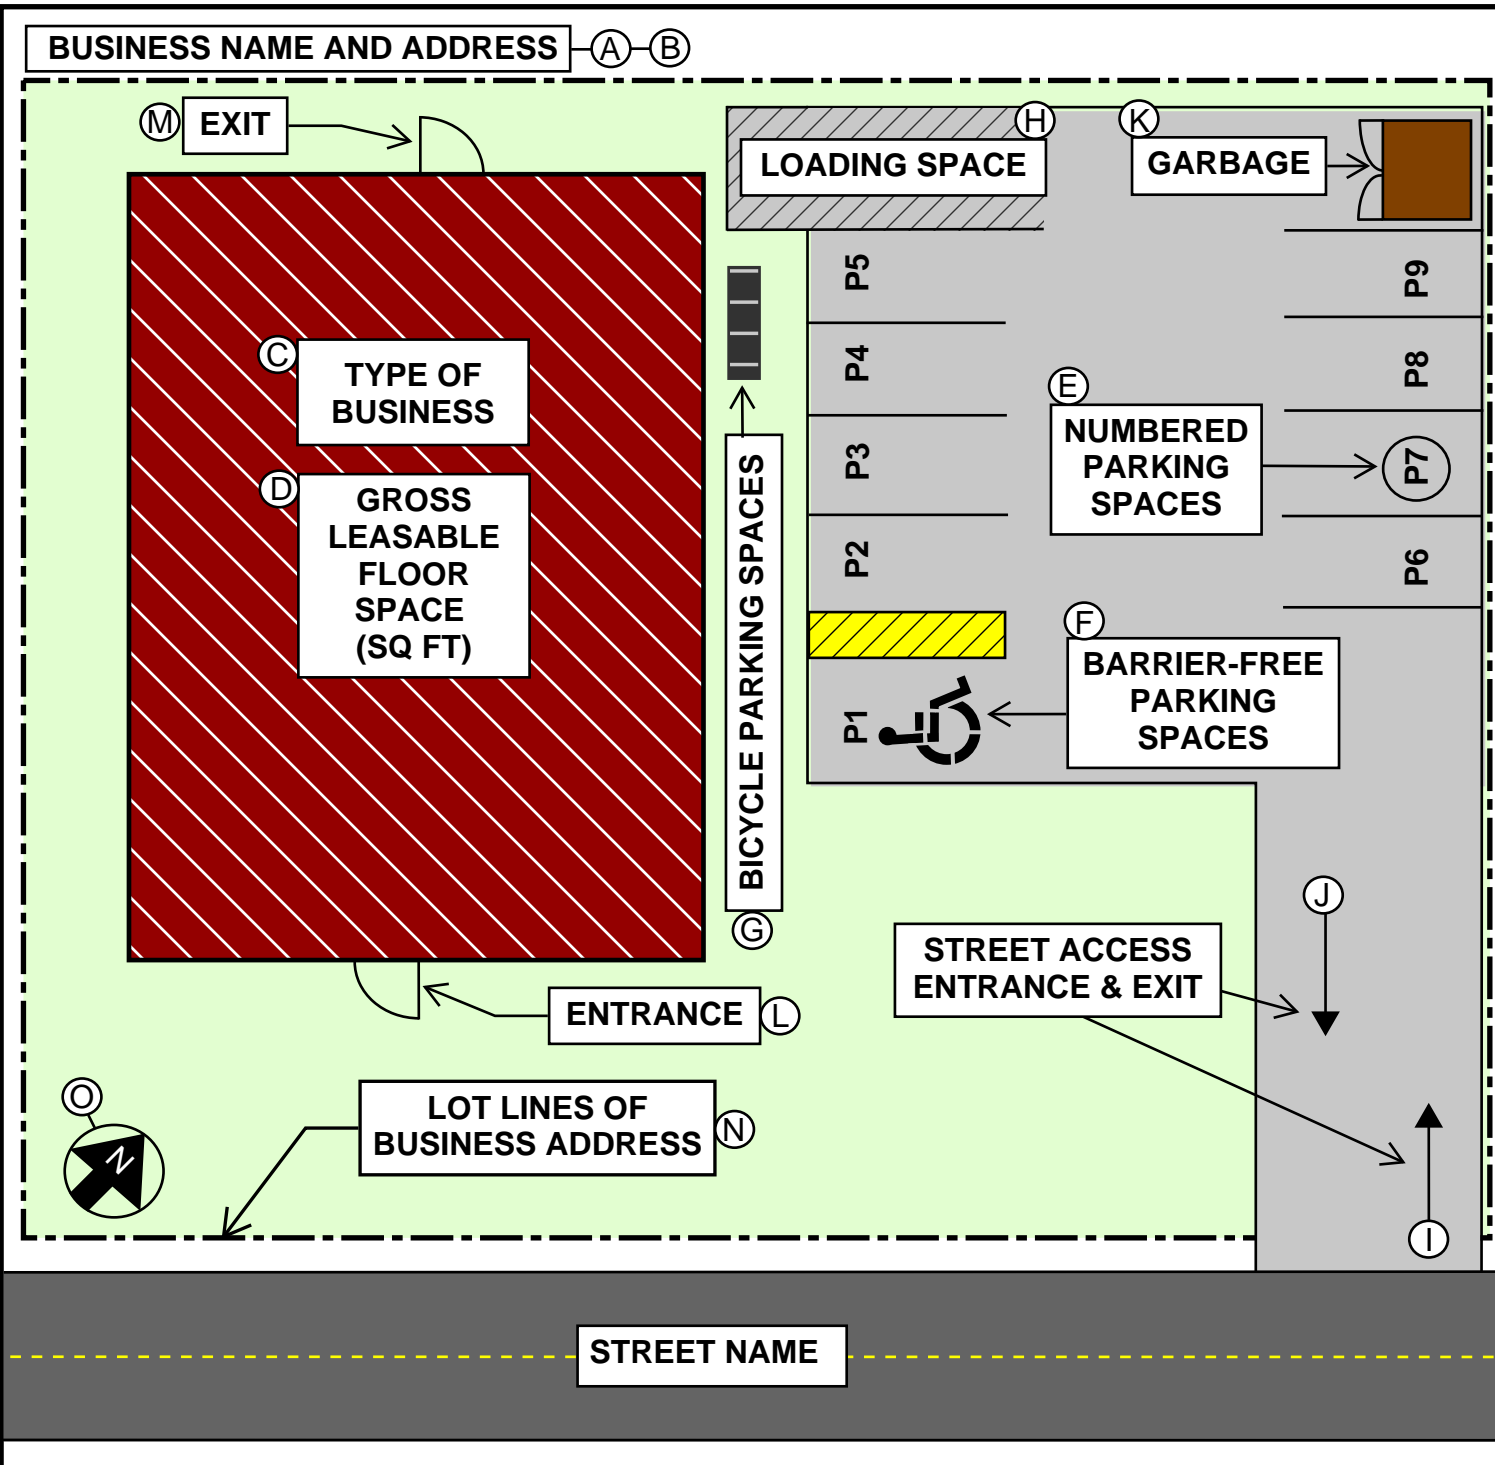 BUSINESS NAME AND ADDRESS A B
M EXIT
H
LOADING SPACE
K
GARBAGE
P5
P4
P3
P2
P1
P9
P8
P7
P6
C
TYPE OF
BUSINESS
D
GROSS
LEASABLE
FLOOR
SPACE
(SQ FT)
BICYCLE PARKING SPACES
G
E
NUMBERED
PARKING
SPACES
F
BARRIER-FREE
PARKING
SPACES
J
STREET ACCESS
ENTRANCE & EXIT
I
ENTRANCE L
LOT LINES OF
BUSINESS ADDRESS N
O
N
STREET NAME